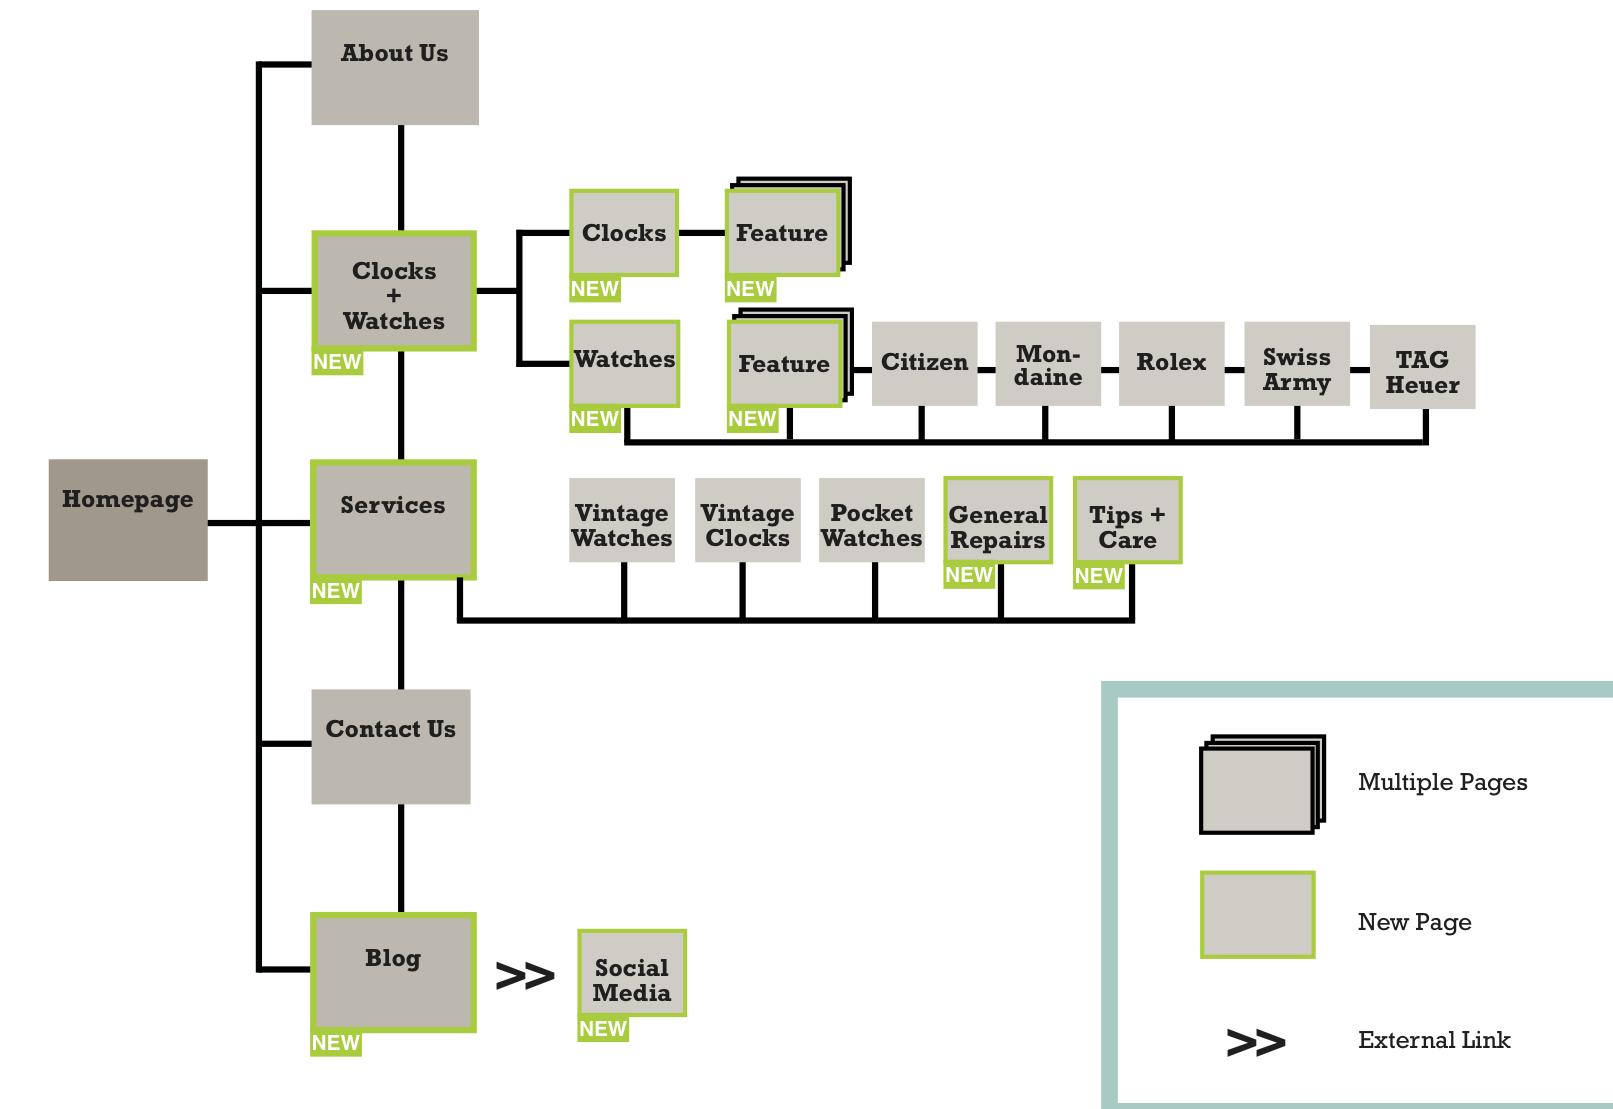 About Us
Clocks
+
Watches
NEW
Clocks
NEW
Feature
NEW
Watches
NEW
Feature
NEW
Citizen
Mon-
daine
Rolex
Swiss
Army
TAG
Heuer
Homepage
Services
NEW
Vintage
Watches
Vintage
Clocks
Pocket
Watches
General
Repairs
NEW
Tips +
Care
NEW
Contact Us
Blog
NEW
>>
Social
Media
NEW
Multiple Pages
New Page
>>
External Link